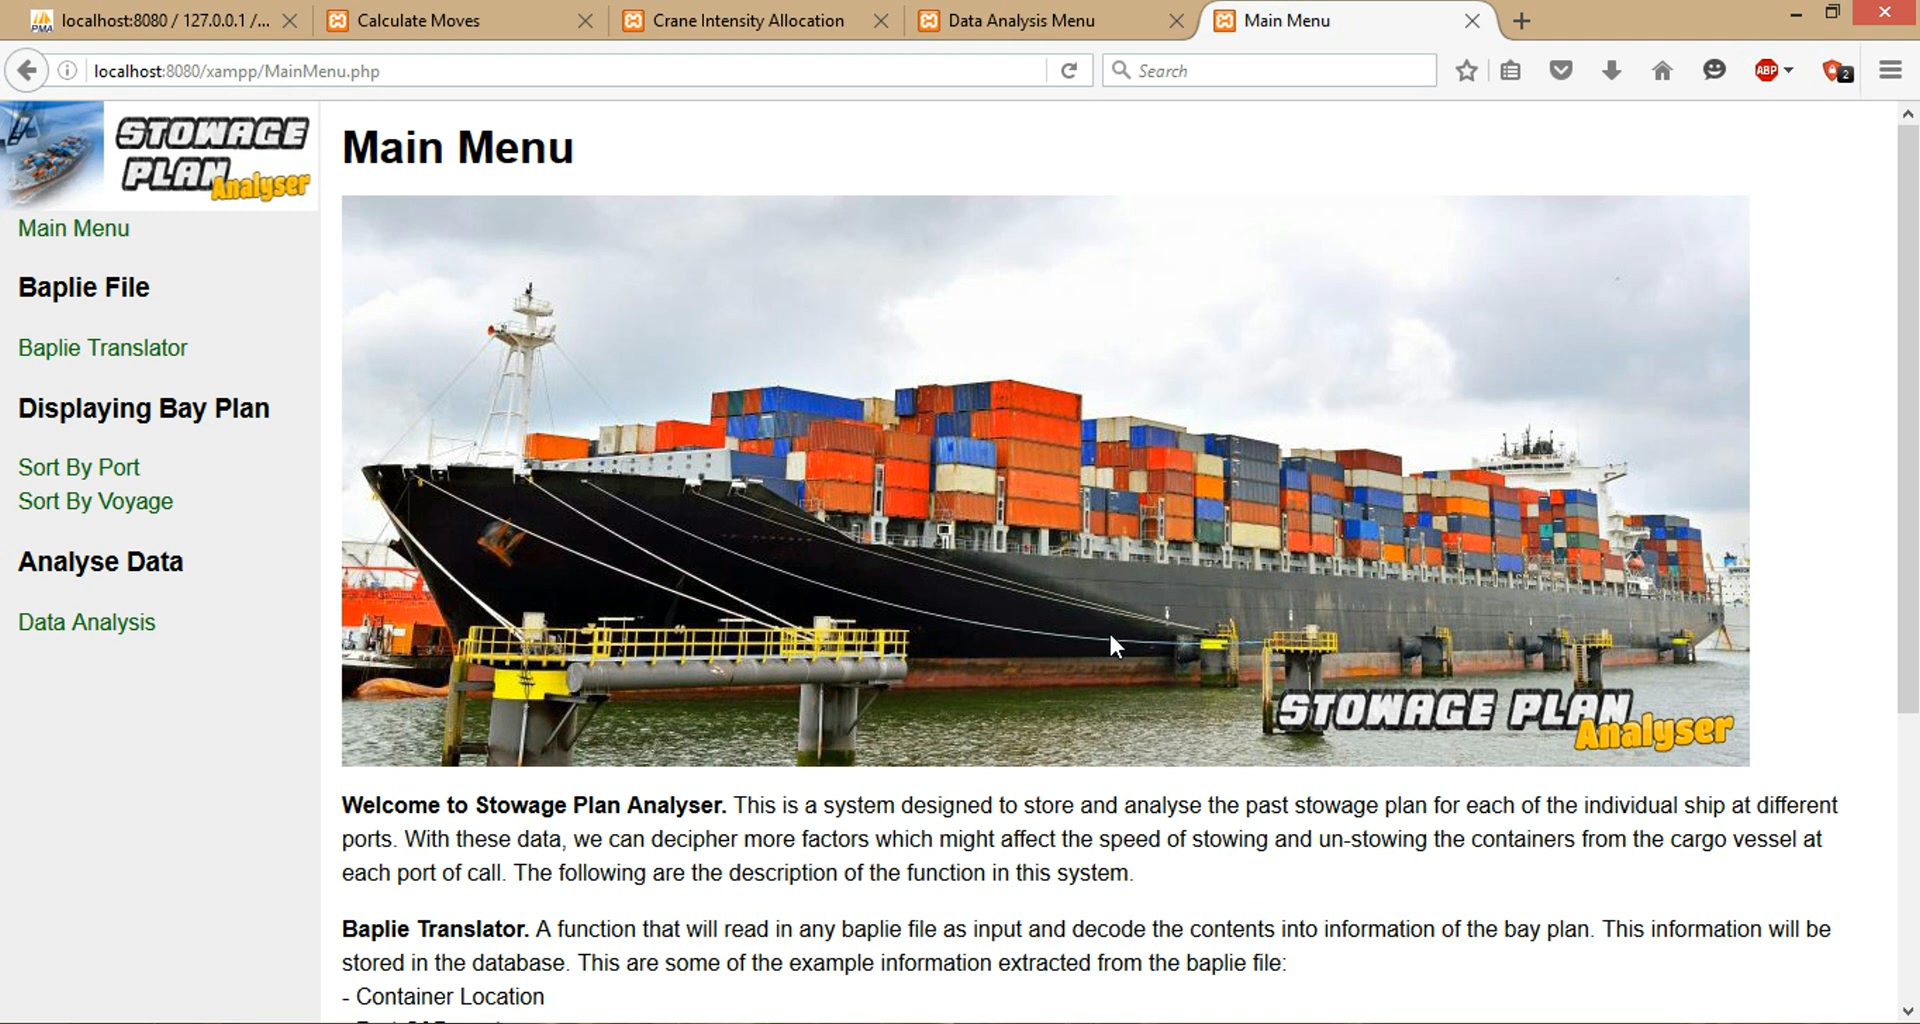 localhost:8080 / 127.0.0.1 /...
Calculate Moves
Crane Intensity Allocation
Data Analysis Menu
Main Menu
localhost:8080/xampp/MainMenu.php
Search
ABP
2
STOWAGE
PLAN
Analyser
Main Menu
Baplie File
Baplie Translator
Displaying Bay Plan
Sort By Port
Sort By Voyage
Analyse Data
Data Analysis
Main Menu
STOWAGE PLAN
Analyser
Welcome to Stowage Plan Analyser. This is a system designed to store and analyse the past stowage plan for each of the individual ship at different
ports. With these data, we can decipher more factors which might affect the speed of stowing and un-stowing the containers from the cargo vessel at
each port of call. The following are the description of the function in this system.
Baplie Translator. A function that will read in any baplie file as input and decode the contents into information of the bay plan. This information will be
stored in the database. This are some of the example information extracted from the baplie file:
- Container Location